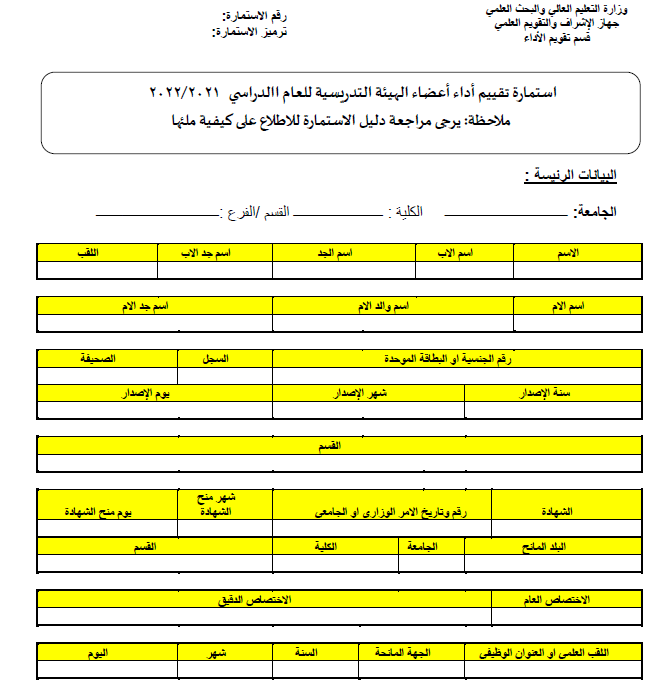 وزارة التعليم العالي والبحث العلمي
جهاز الإشراف والتقويم العلمي
قسم تقويم الأداء
رقم الاستمارة:
ترميز الاستمارة:
استمارة تقييم أداء أعضاء الهيئة التدريسية للعام االدراسي ٢٠٢٢/٢٠٢١
ملاحظة: يرجى مراجعة دليل الاستمارة للاطلاع على كيفية ملئها
البيانات الرئيسة :
الجامعة: ____________ الكلية : ____________ القسم /الفرع : ____________
الاسم اسم الاب اسم الجد اسم جد الاب اللقب
اسم الام اسم والد الام اسم جد الام
رقم الجنسية او البطاقة الموحدة السجل الصحيفة
سنة الإصدار شهر الإصدار يوم الإصدار
القسم
الشهادة رقم وتاريخ الامر الوزاري او الجامعي شهر منح الشهادة يوم منح الشهادة
البلد المانح الجامعة الكلية القسم
الاختصاص العام الاختصاص الدقيق
اللقب العلمي او العنوان الوظيفي الجهة المانحة السنة شهر اليوم